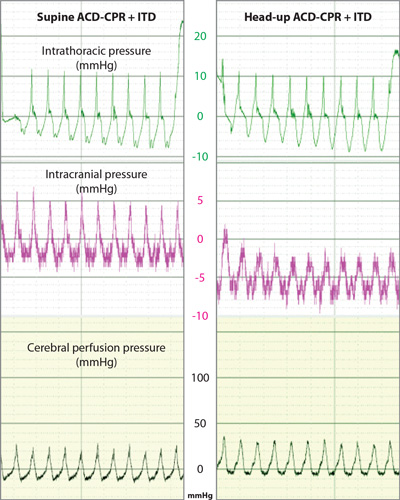 Supine ACD-CPR + ITD
Head-up ACD-CPR + ITD
Intrathoracic pressure
(mmHg)
20
10
0
-10
Intracranial pressure
(mmHg)
5
0
-5
-10
Cerebral perfusion pressure
(mmHg)
100
50
0
mmHg